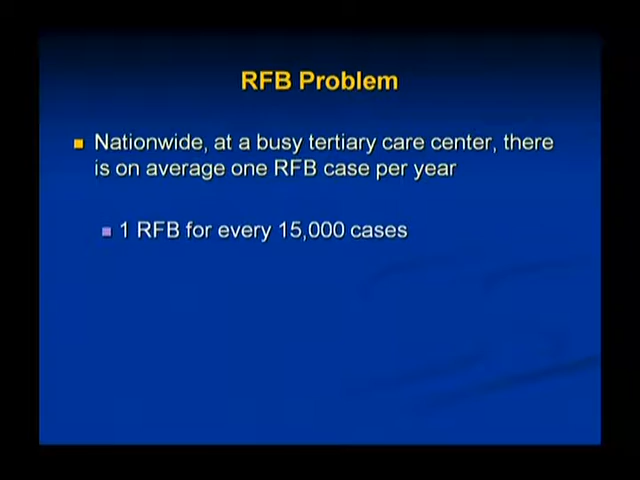 RFB Problem
Nationwide, at a busy tertiary care center, there
is on average one RFB case per year
1 RFB for every 15,000 cases